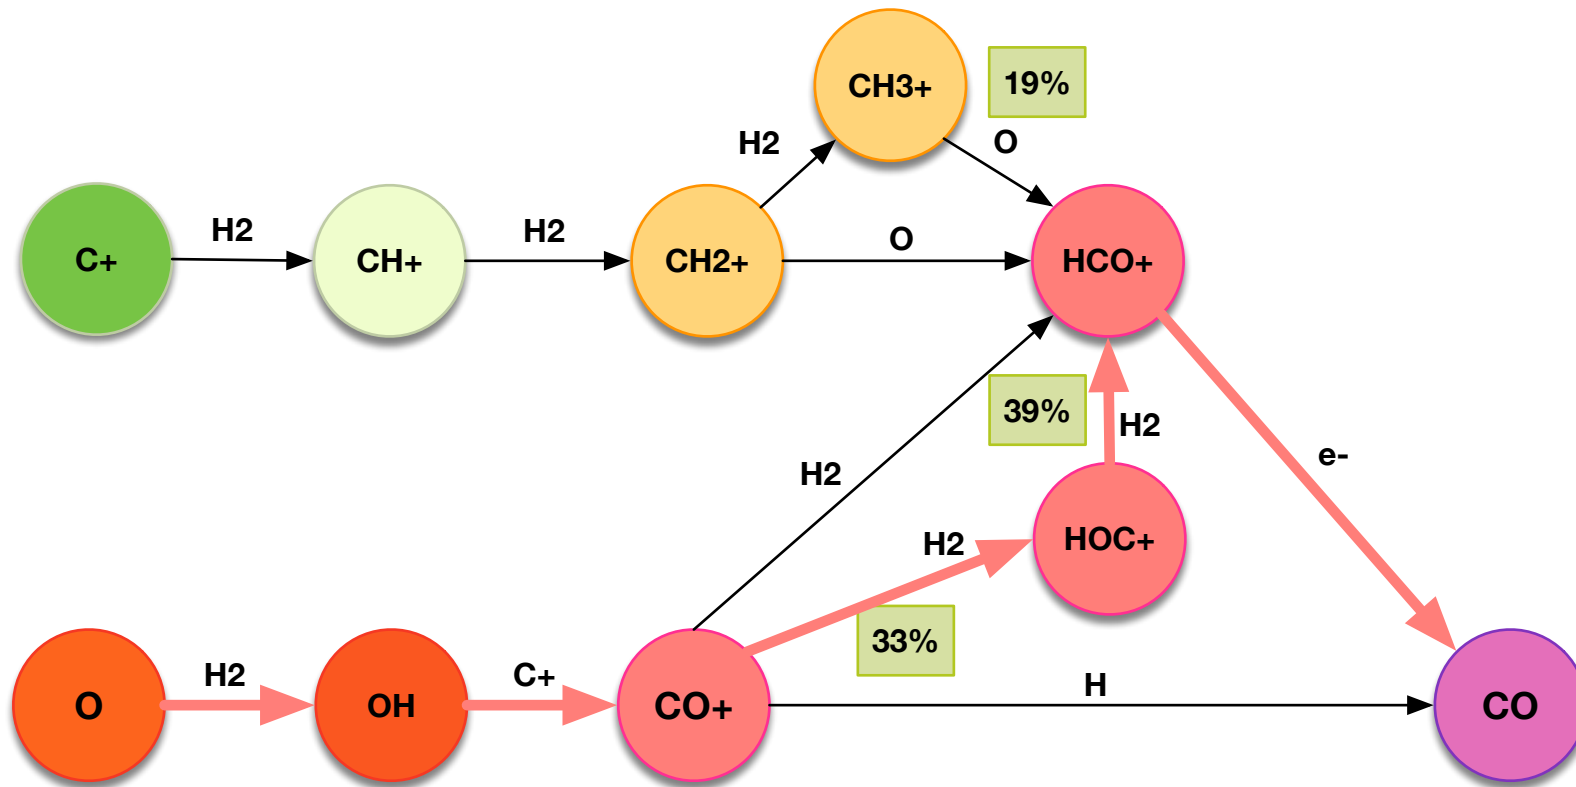 CH3+
19%
H2
O
C+
H2
CH+
H2
CH2+
O
HCO+
39%
H2
e-
H2
H2
HOC+
33%
O
H2
OH
C+
CO+
H
CO